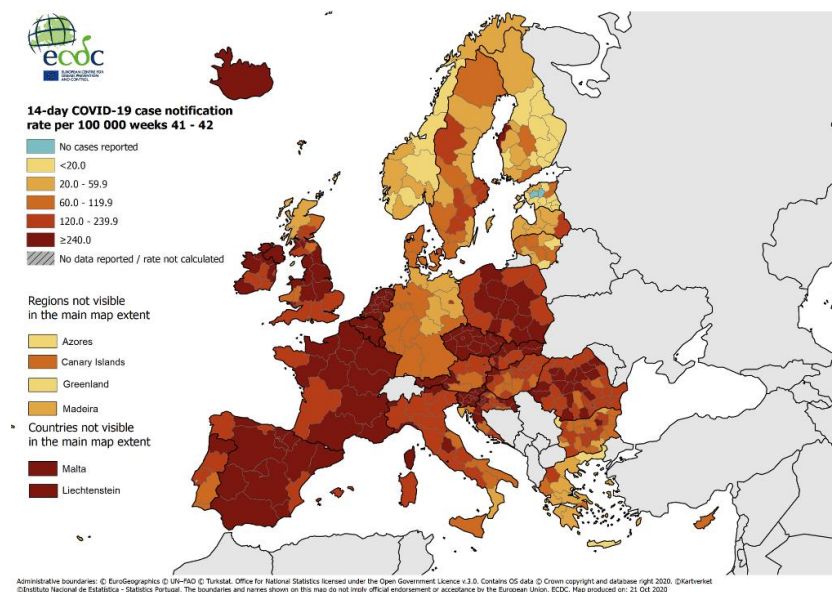 ecdc
EUROPEAN CENTRE FOR
DISEASE PREVENTION
AND CONTROL
14-day COVID-19 case notification
rate per 100 000 weeks 41 - 42
No cases reported
<20.0
20.0 - 59.9
60.0 - 119.9
120.0 - 239.9
≥240.0
No data reported / rate not calculated
Regions not visible
in the main map extent
Azores
Canary Islands
Greenland
Madeira
Countries not visible
in the main map extent
Malta
Liechtenstein
Administrative boundaries: © EuroGeographics © UN–FAO © Turkstat. Office for National Statistics licensed under the Open Government Licence v.3.0. Contains OS data © Crown copyright and database right 2020. ©Kartverket
©Instituto Nacional de Estatística - Statistics Portugal. The boundaries and names shown on this map do not imply official endorsement or acceptance by the European Union. ECDC. Map produced on: 21 Oct 2020